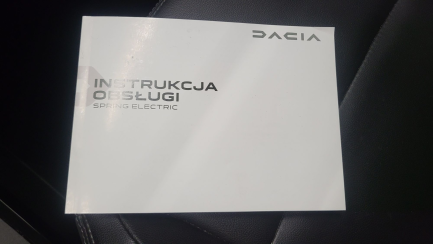 DACIA
INSTRUKCJA
OBSŁUGI
SPRING ELECTRIC